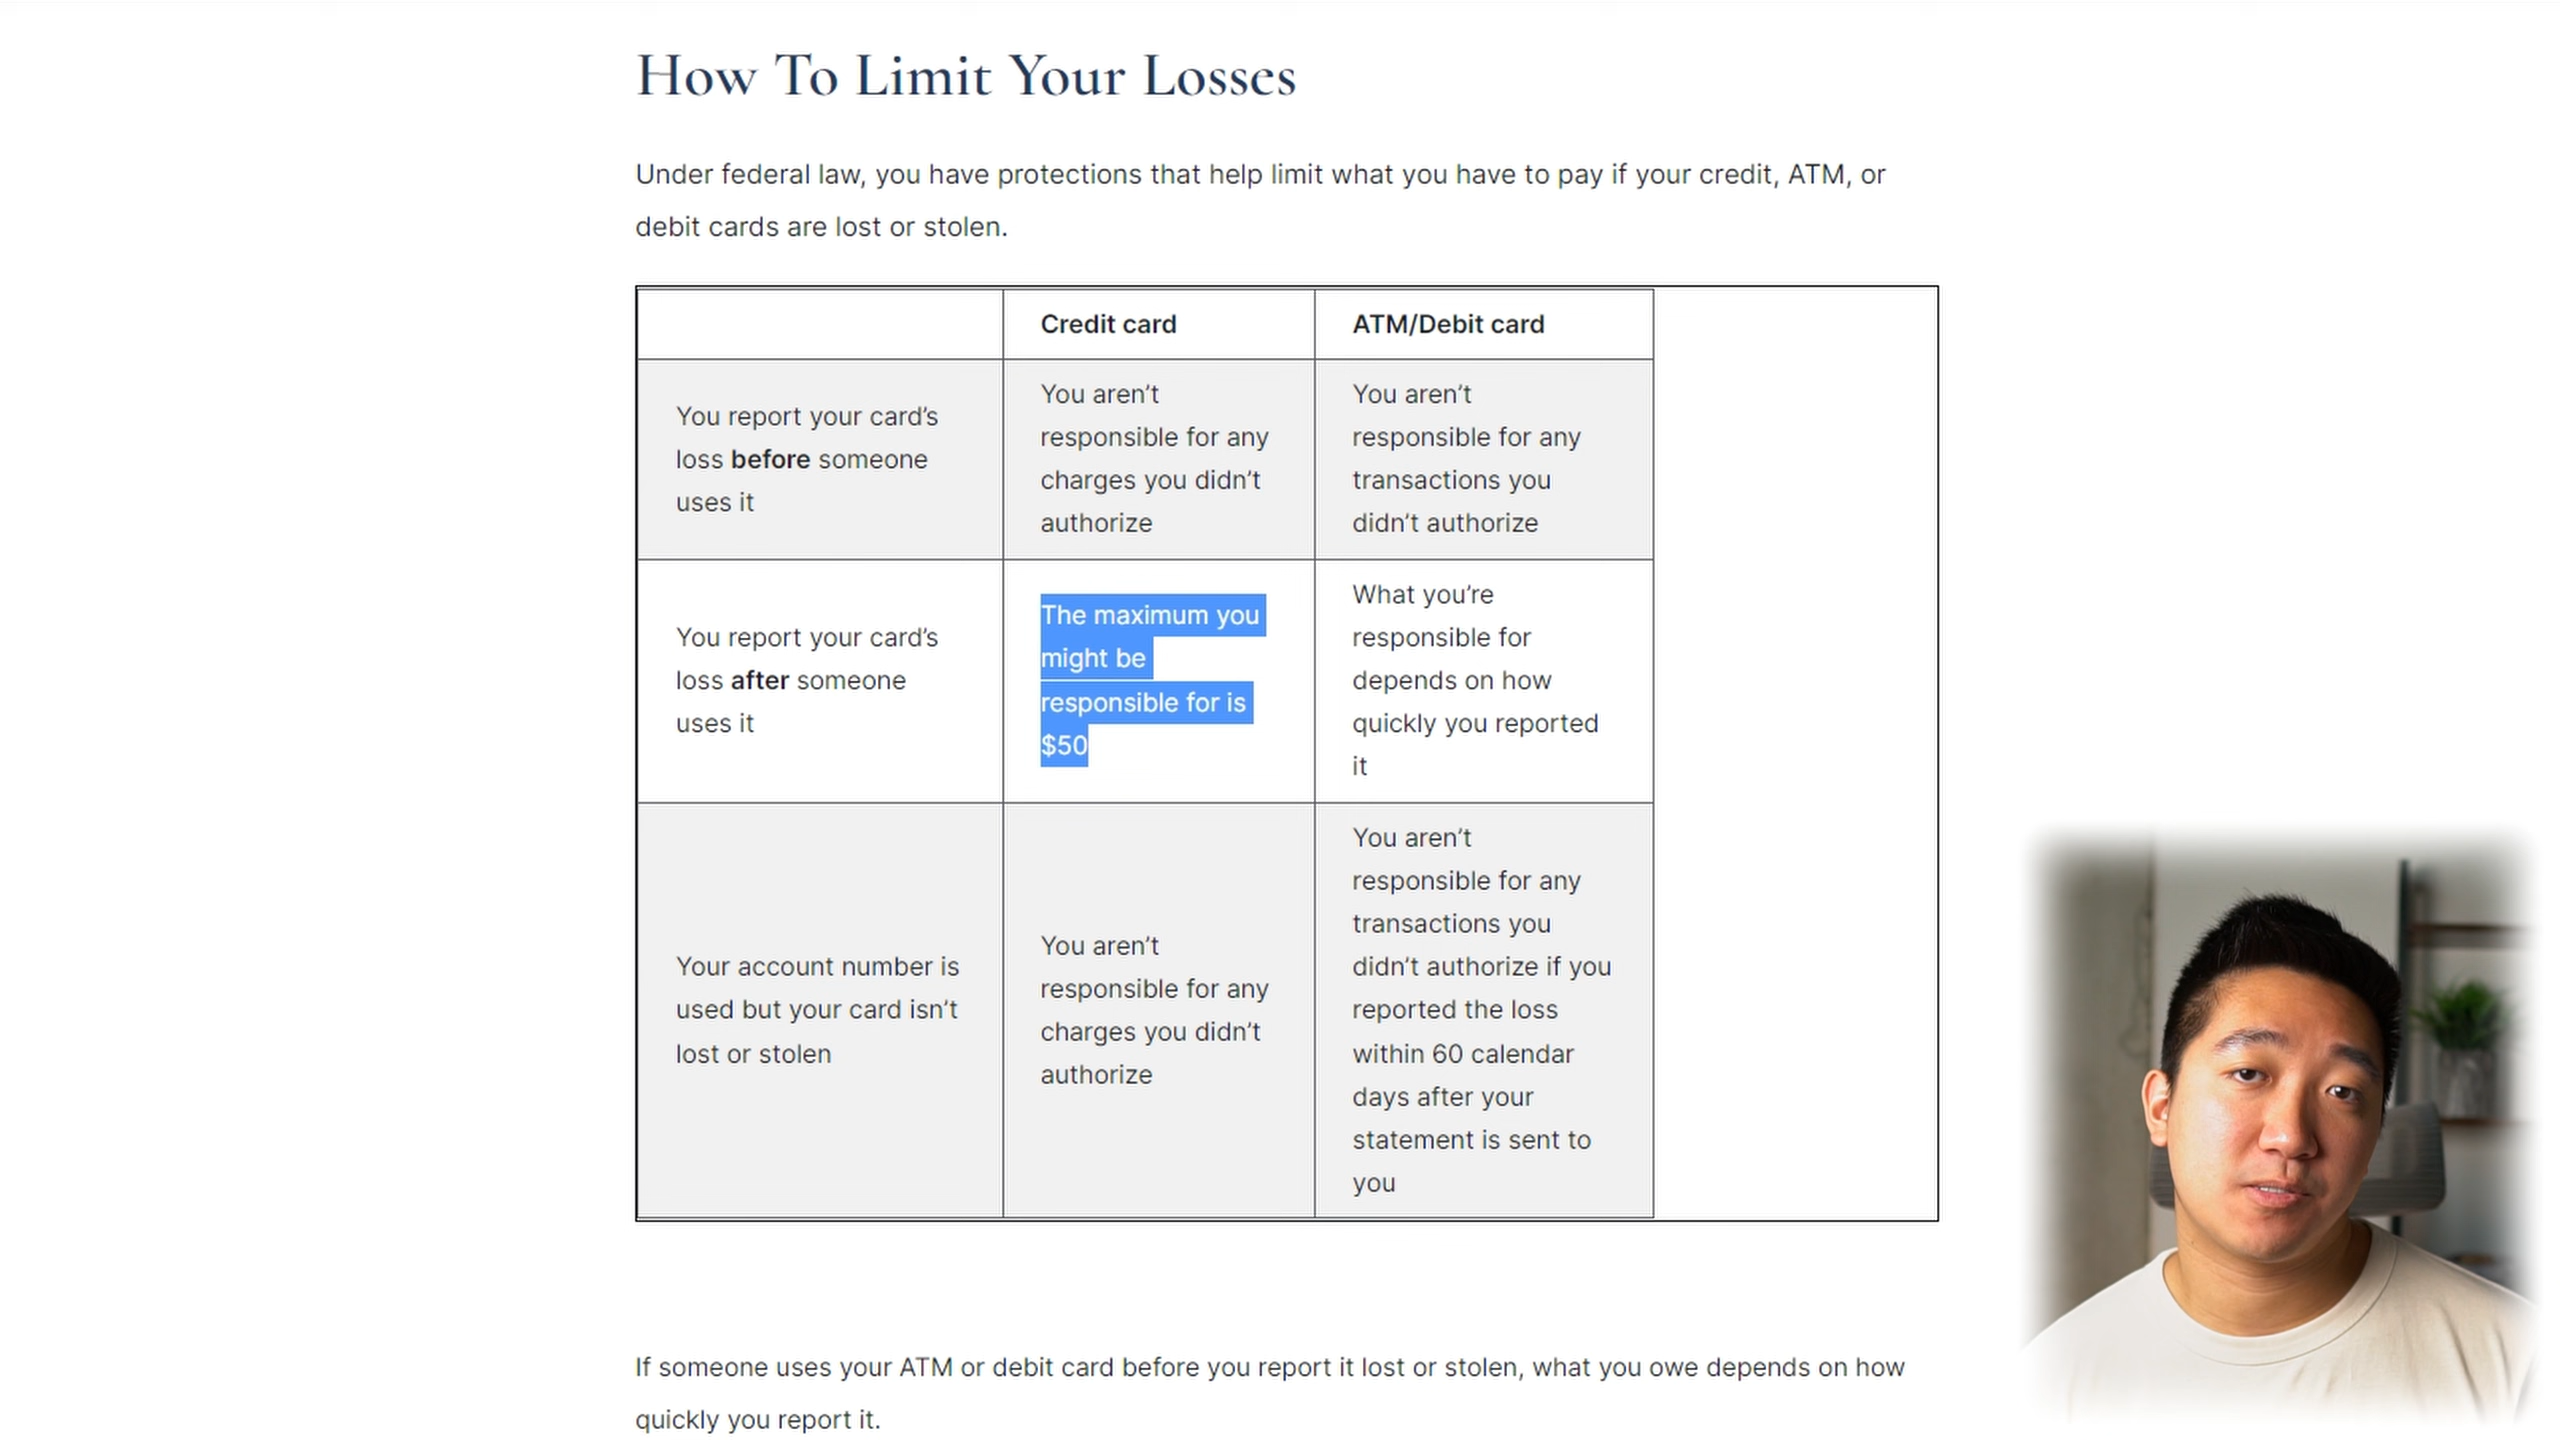 How To Limit Your Losses
Under federal law, you have protections that help limit what you have to pay if your credit, ATM, or
debit cards are lost or stolen.
Credit card
ATM/Debit card
You report your card’s
loss before someone
uses it
You aren’t
responsible for any
charges you didn’t
authorize
You aren’t
responsible for any
transactions you
didn’t authorize
You report your card’s
loss after someone
uses it
The maximum you
might be
responsible for is
$50
What you’re
responsible for
depends on how
quickly you reported
it
Your account number is
used but your card isn’t
lost or stolen
You aren’t
responsible for any
charges you didn’t
authorize
You aren’t
responsible for any
transactions you
didn’t authorize if you
reported the loss
within 60 calendar
days after your
statement is sent to
you
If someone uses your ATM or debit card before you report it lost or stolen, what you owe depends on how
quickly you report it.